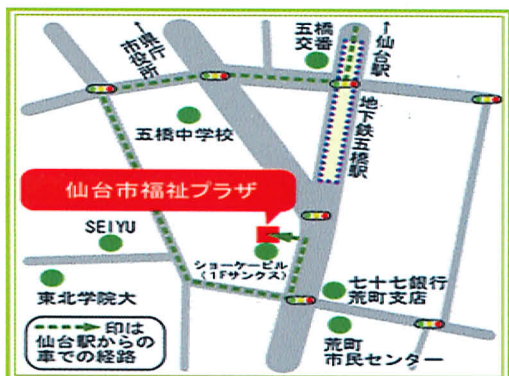 ←県庁
市役所
五橋
交番
←仙台駅
地下鉄五橋駅
五橋中学校
仙台市福祉プラザ
SEIYU
ショーケービル
(1Fサンクス)
七十七銀行
荒町支店
東北学院大
荒町
市民センター
印は
仙台駅からの
車での経路